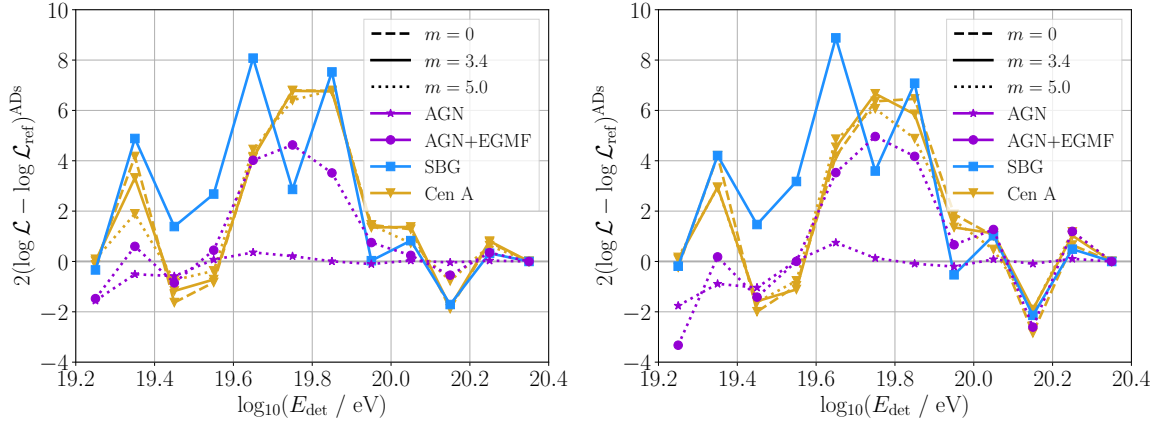 10
8
6
4
2
0
−2
−4
2(log ℒ − log ℒref)^ADs
19.2 19.4 19.6 19.8 20.0 20.2 20.4
log10(Edet / eV)
m = 0
m = 3.4
m = 5.0
AGN
AGN+EGMF
SBG
Cen A
10
8
6
4
2
0
−2
−4
2(log ℒ − log ℒref)^ADs
19.2 19.4 19.6 19.8 20.0 20.2 20.4
log10(Edet / eV)
m = 0
m = 3.4
m = 5.0
AGN
AGN+EGMF
SBG
Cen A